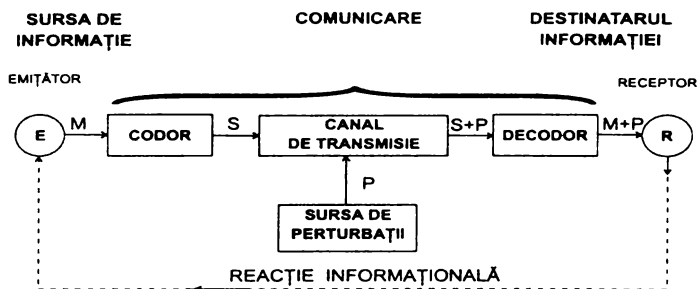 SURSA DE
INFORMAȚIE
COMUNICARE
DESTINATARUL
INFORMAȚIEI
EMIȚĂTOR
RECEPTOR
E
M
CODOR
S
CANAL
DE TRANSMISIE
S+P
DECODOR
M+P
R
P
SURSA DE
PERTURBAȚII
REACȚIE INFORMAȚIONALĂ